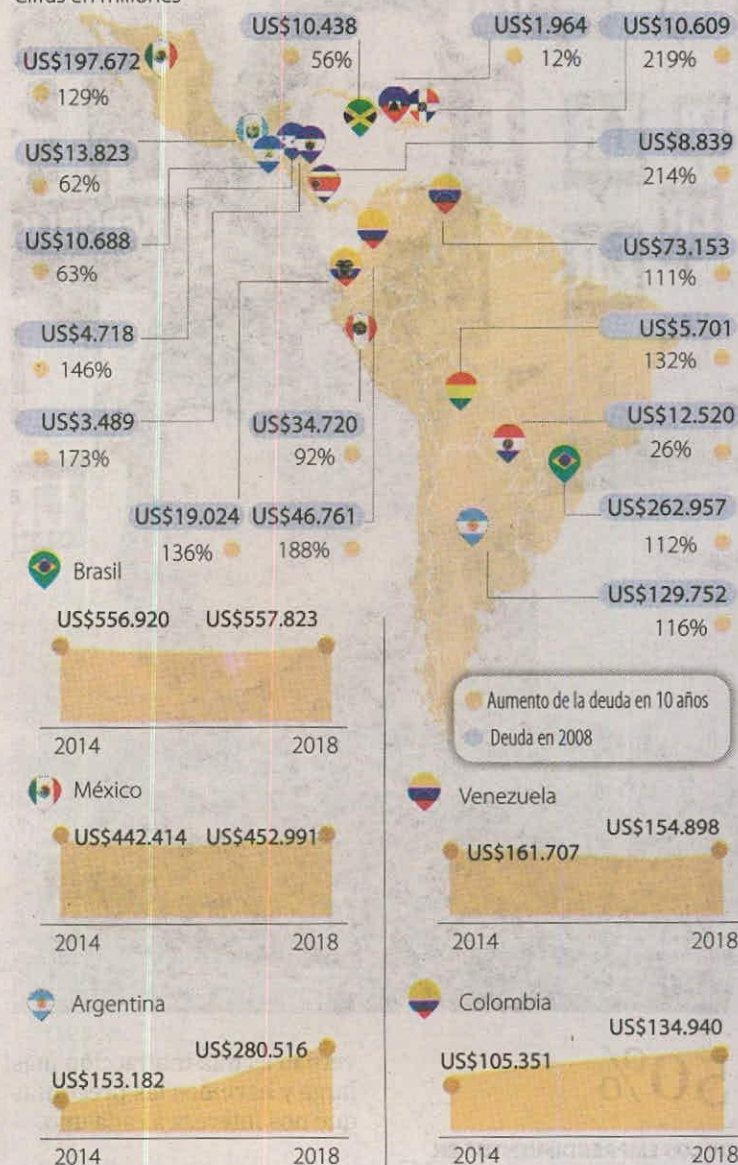 Cifras en millones
US$10.438
56%
US$1.964
12%
US$10.609
219%
US$197.672
129%
US$13.823
62%
US$8.839
214%
US$10.688
63%
US$73.153
111%
US$4.718
146%
US$5.701
132%
US$3.489
173%
US$34.720
92%
US$12.520
26%
US$19.024
136%
US$46.761
188%
US$262.957
112%
US$129.752
116%
Aumento de la deuda en 10 años
Deuda en 2008
Brasil
US$556.920 US$557.823
2014 2018
México
US$442.414 US$452.991
2014 2018
Venezuela
US$154.898
US$161.707
2014 2018
Argentina
US$280.516
US$153.182
2014 2018
Colombia
US$134.940
US$105.351
2014 2018